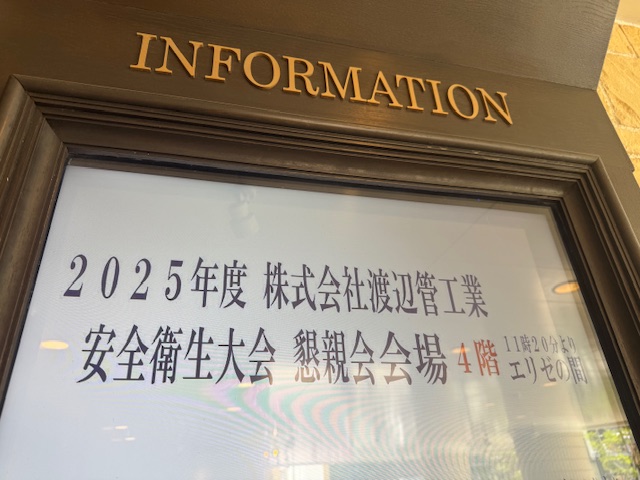 INFORMATION
2025年度 株式会社渡辺管工業
安全衛生大会 懇親会会場 4階
11時20分より
エリゼの間